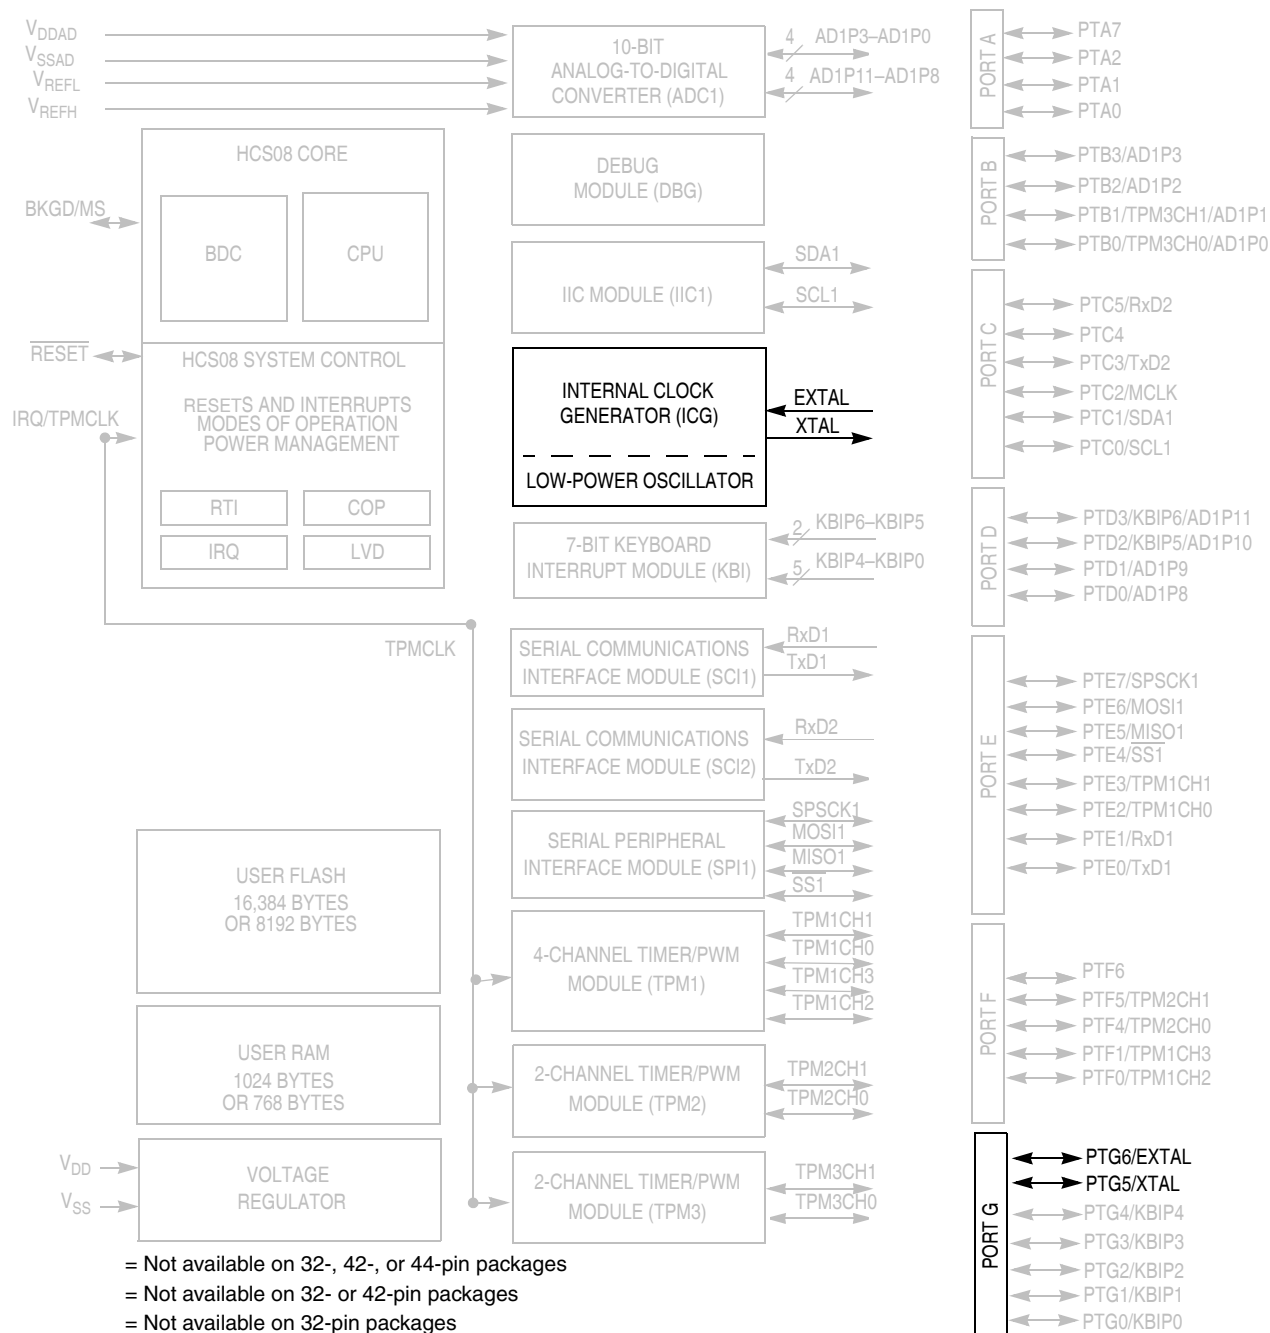 VDDAD
VSSAD
VREFL
VREFH
10-BIT
ANALOG-TO-DIGITAL
CONVERTER (ADC1)
4 AD1P3–AD1P0
4 AD1P11–AD1P8
HCS08 CORE
BDC
CPU
BKGD/MS
RESET
IRQ/TPMCLK
HCS08 SYSTEM CONTROL
RESETS AND INTERRUPTS
MODES OF OPERATION
POWER MANAGEMENT
RTI
COP
IRQ
LVD
TPMCLK
DEBUG
MODULE (DBG)
IIC MODULE (IIC1)
SDA1
SCL1
INTERNAL CLOCK
GENERATOR (ICG)
LOW-POWER OSCILLATOR
EXTAL
XTAL
7-BIT KEYBOARD
INTERRUPT MODULE (KBI)
2 KBIP6–KBIP5
5 KBIP4–KBIP0
SERIAL COMMUNICATIONS
INTERFACE MODULE (SCI1)
RxD1
TxD1
SERIAL COMMUNICATIONS
INTERFACE MODULE (SCI2)
RxD2
TxD2
SERIAL PERIPHERAL
INTERFACE MODULE (SPI1)
SPSCK1
MOSI1
MISO1
SS1
4-CHANNEL TIMER/PWM
MODULE (TPM1)
TPM1CH1
TPM1CH0
TPM1CH3
TPM1CH2
2-CHANNEL TIMER/PWM
MODULE (TPM2)
TPM2CH1
TPM2CH0
2-CHANNEL TIMER/PWM
MODULE (TPM3)
TPM3CH1
TPM3CH0
USER FLASH
16,384 BYTES
OR 8192 BYTES
USER RAM
1024 BYTES
OR 768 BYTES
VDD
VSS
VOLTAGE
REGULATOR
PORT A
PTA7
PTA2
PTA1
PTA0
PORT B
PTB3/AD1P3
PTB2/AD1P2
PTB1/TPM3CH1/AD1P1
PTB0/TPM3CH0/AD1P0
PORT C
PTC5/RxD2
PTC4
PTC3/TxD2
PTC2/MCLK
PTC1/SDA1
PTC0/SCL1
PORT D
PTD3/KBIP6/AD1P11
PTD2/KBIP5/AD1P10
PTD1/AD1P9
PTD0/AD1P8
PORT E
PTE7/SPSCK1
PTE6/MOSI1
PTE5/MISO1
PTE4/SS1
PTE3/TPM1CH1
PTE2/TPM1CH0
PTE1/RxD1
PTE0/TxD1
PORT F
PTF6
PTF5/TPM2CH1
PTF4/TPM2CH0
PTF1/TPM1CH3
PTF0/TPM1CH2
PORT G
PTG6/EXTAL
PTG5/XTAL
PTG4/KBIP4
PTG3/KBIP3
PTG2/KBIP2
PTG1/KBIP1
PTG0/KBIP0
= Not available on 32-, 42-, or 44-pin packages
= Not available on 32- or 42-pin packages
= Not available on 32-pin packages